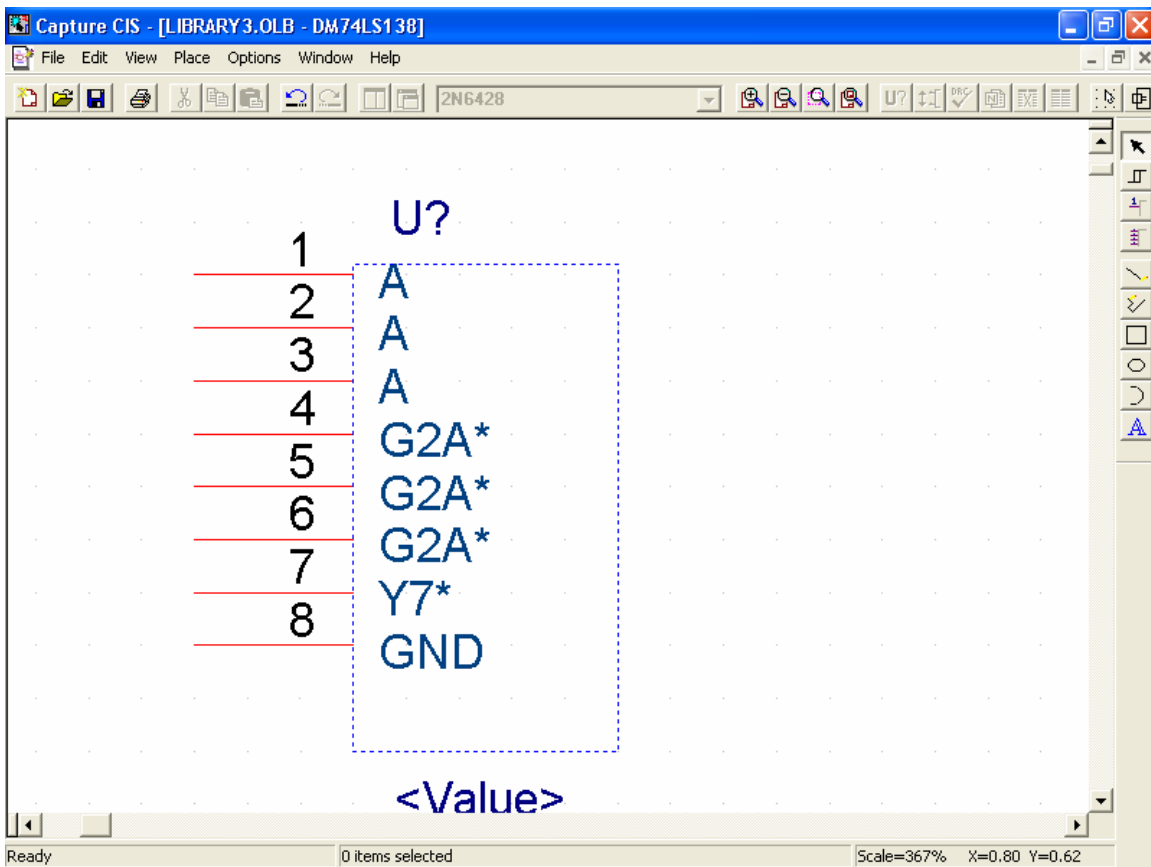 Capture CIS - [LIBRARY3.OLB - DM74LS138]
File Edit View Place Options Window Help
2N6428
U?
1 A
2 A
3 A
4 G2A*
5 G2A*
6 G2A*
7 Y7*
8 GND
<Value>
Ready 0 items selected Scale=367% X=0.80 Y=0.62